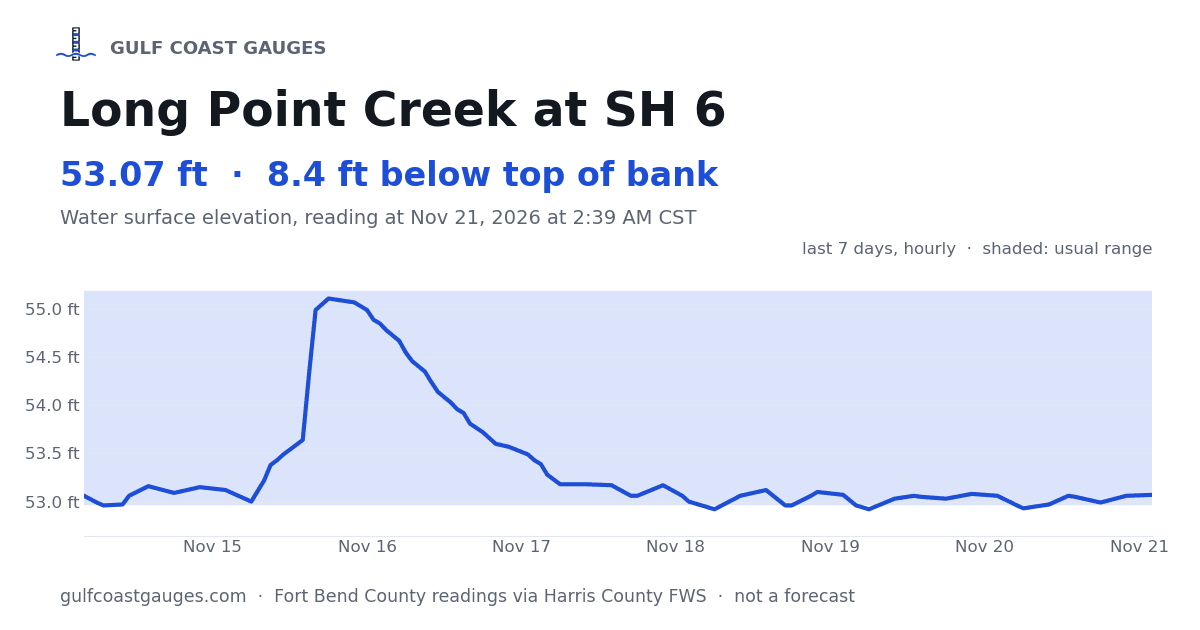 GULF COAST GAUGES
Long Point Creek at SH 6
53.07 ft · 8.4 ft below top of bank
Water surface elevation, reading at Nov 21, 2026 at 2:39 AM CST
last 7 days, hourly · shaded: usual range
55.0 ft
54.5 ft
54.0 ft
53.5 ft
53.0 ft
Nov 15 Nov 16 Nov 17 Nov 18 Nov 19 Nov 20 Nov 21
gulfcoastgauges.com · Fort Bend County readings via Harris County FWS · not a forecast